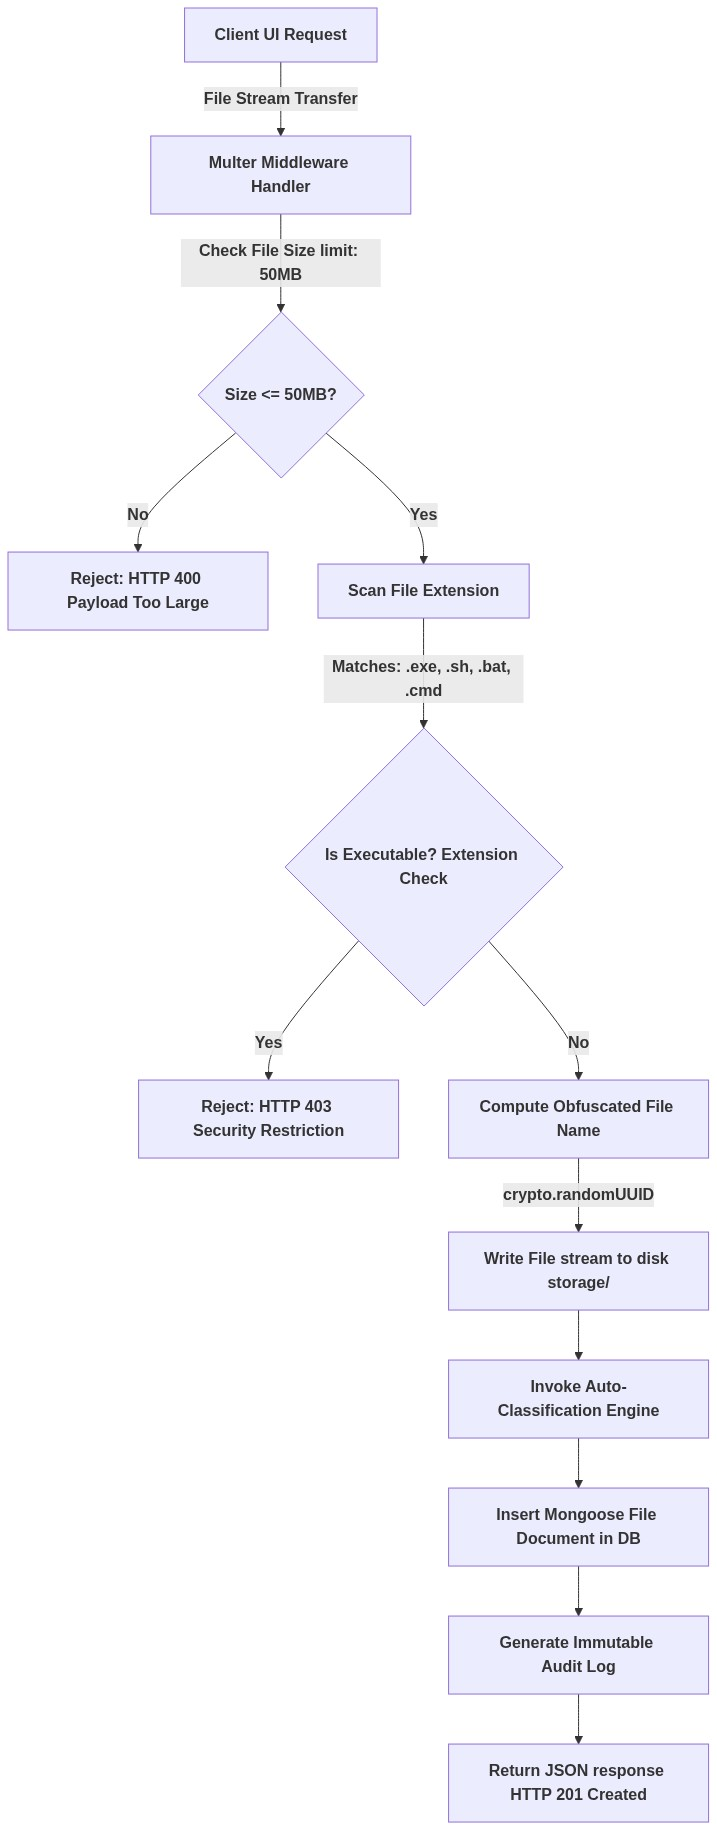 Client UI Request
File Stream Transfer
Multer Middleware
Handler
Check File Size limit:
50MB
Size <= 50MB?
No
Yes
Reject: HTTP 400
Payload Too Large
Scan File Extension
Matches: .exe, .sh, .bat,
.cmd
Is Executable? Extension
Check
Yes
No
Reject: HTTP 403
Security Restriction
Compute Obfuscated File
Name
crypto.randomUUID
Write File stream to disk
storage/
Invoke Auto-
Classification Engine
Insert Mongoose File
Document in DB
Generate Immutable
Audit Log
Return JSON response
HTTP 201 Created